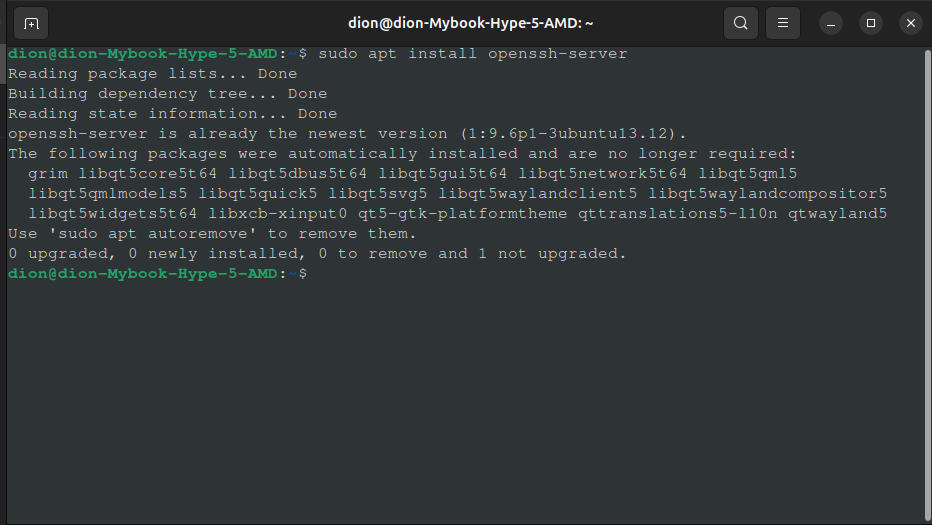 dion@dion-Mybook-Hype-5-AMD: ~
dion@dion-Mybook-Hype-5-AMD:~$ sudo apt install openssh-server
Reading package lists... Done
Building dependency tree... Done
Reading state information... Done
openssh-server is already the newest version (1:9.6p1-3ubuntu13.12).
The following packages were automatically installed and are no longer required:
  grim libqt5core5t64 libqt5dbus5t64 libqt5gui5t64 libqt5network5t64 libqt5qml5
  libqt5qmlmodels5 libqt5quick5 libqt5svg5 libqt5waylandclient5 libqt5waylandcompositor5
  libqt5widgets5t64 libxcb-xinput0 qt5-gtk-platformtheme qttranslations5-l10n qtwayland5
Use 'sudo apt autoremove' to remove them.
0 upgraded, 0 newly installed, 0 to remove and 1 not upgraded.
dion@dion-Mybook-Hype-5-AMD:~$